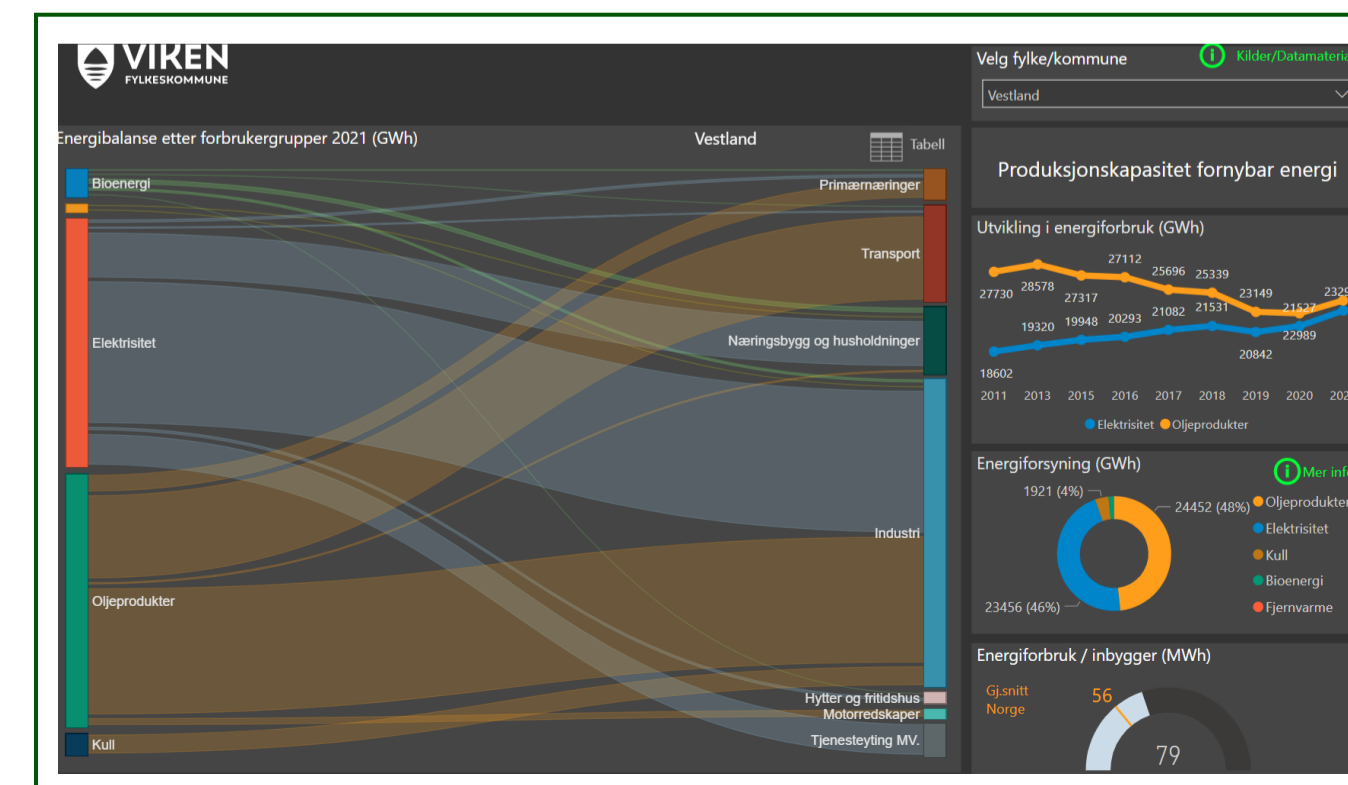 VIKEN
FYLKESKOMMUNE
Energibalanse etter forbrukergrupper 2021 (GWh)
Vestland
Tabell
Bioenergi
Elektrisitet
Oljeprodukter
Kull
Primærnæringer
Transport
Næringsbygg og husholdninger
Industri
Hytter og fritidshus
Motorredskaper
Tjenesteyting MV.
Velg fylke/kommune
Kilder/Datamateria
Vestland
Produksjonskapasitet fornybar energi
Utvikling i energiforbruk (GWh)
27730 28578 27317 27112 25696 25339 23149 21527 2329
18602 19320 19948 20293 21082 21531 20842 22989
2011 2013 2015 2016 2017 2018 2019 2020 202
Elektrisitet Oljeprodukter
Energiforsyning (GWh)
Mer info
1921 (4%)
24452 (48%)
23456 (46%)
Oljeprodukter
Elektrisitet
Kull
Bioenergi
Fjernvarme
Energiforbruk / inbygger (MWh)
Gj.snitt
Norge
56
79